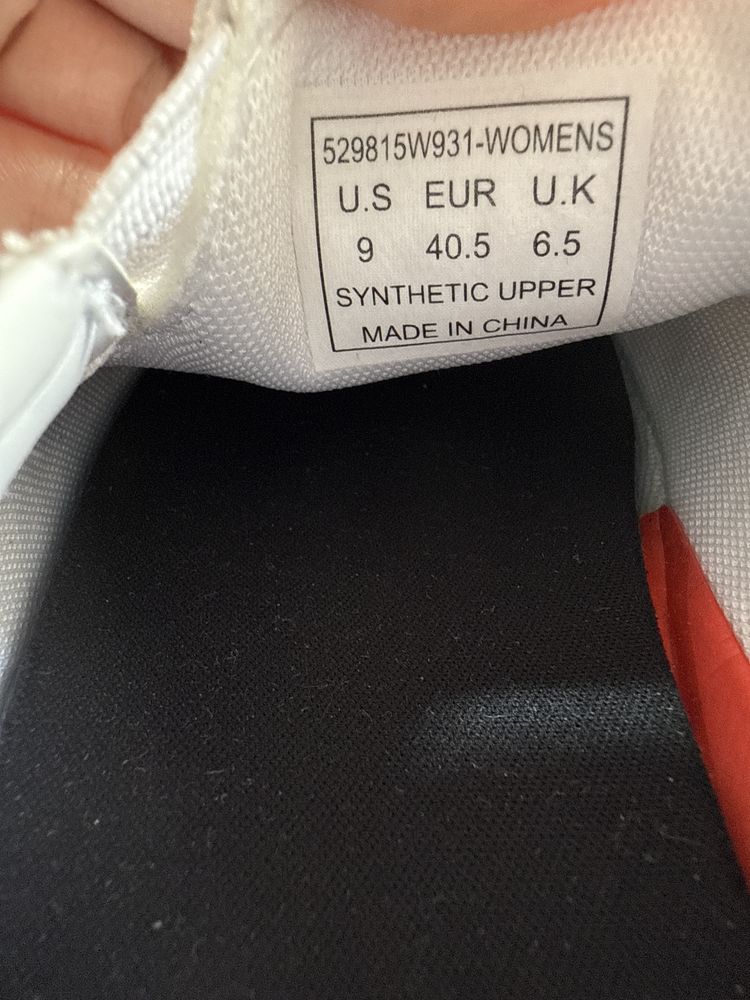 529815W931-WOMENS
U.S EUR U.K
9 40.5 6.5
SYNTHETIC UPPER
MADE IN CHINA